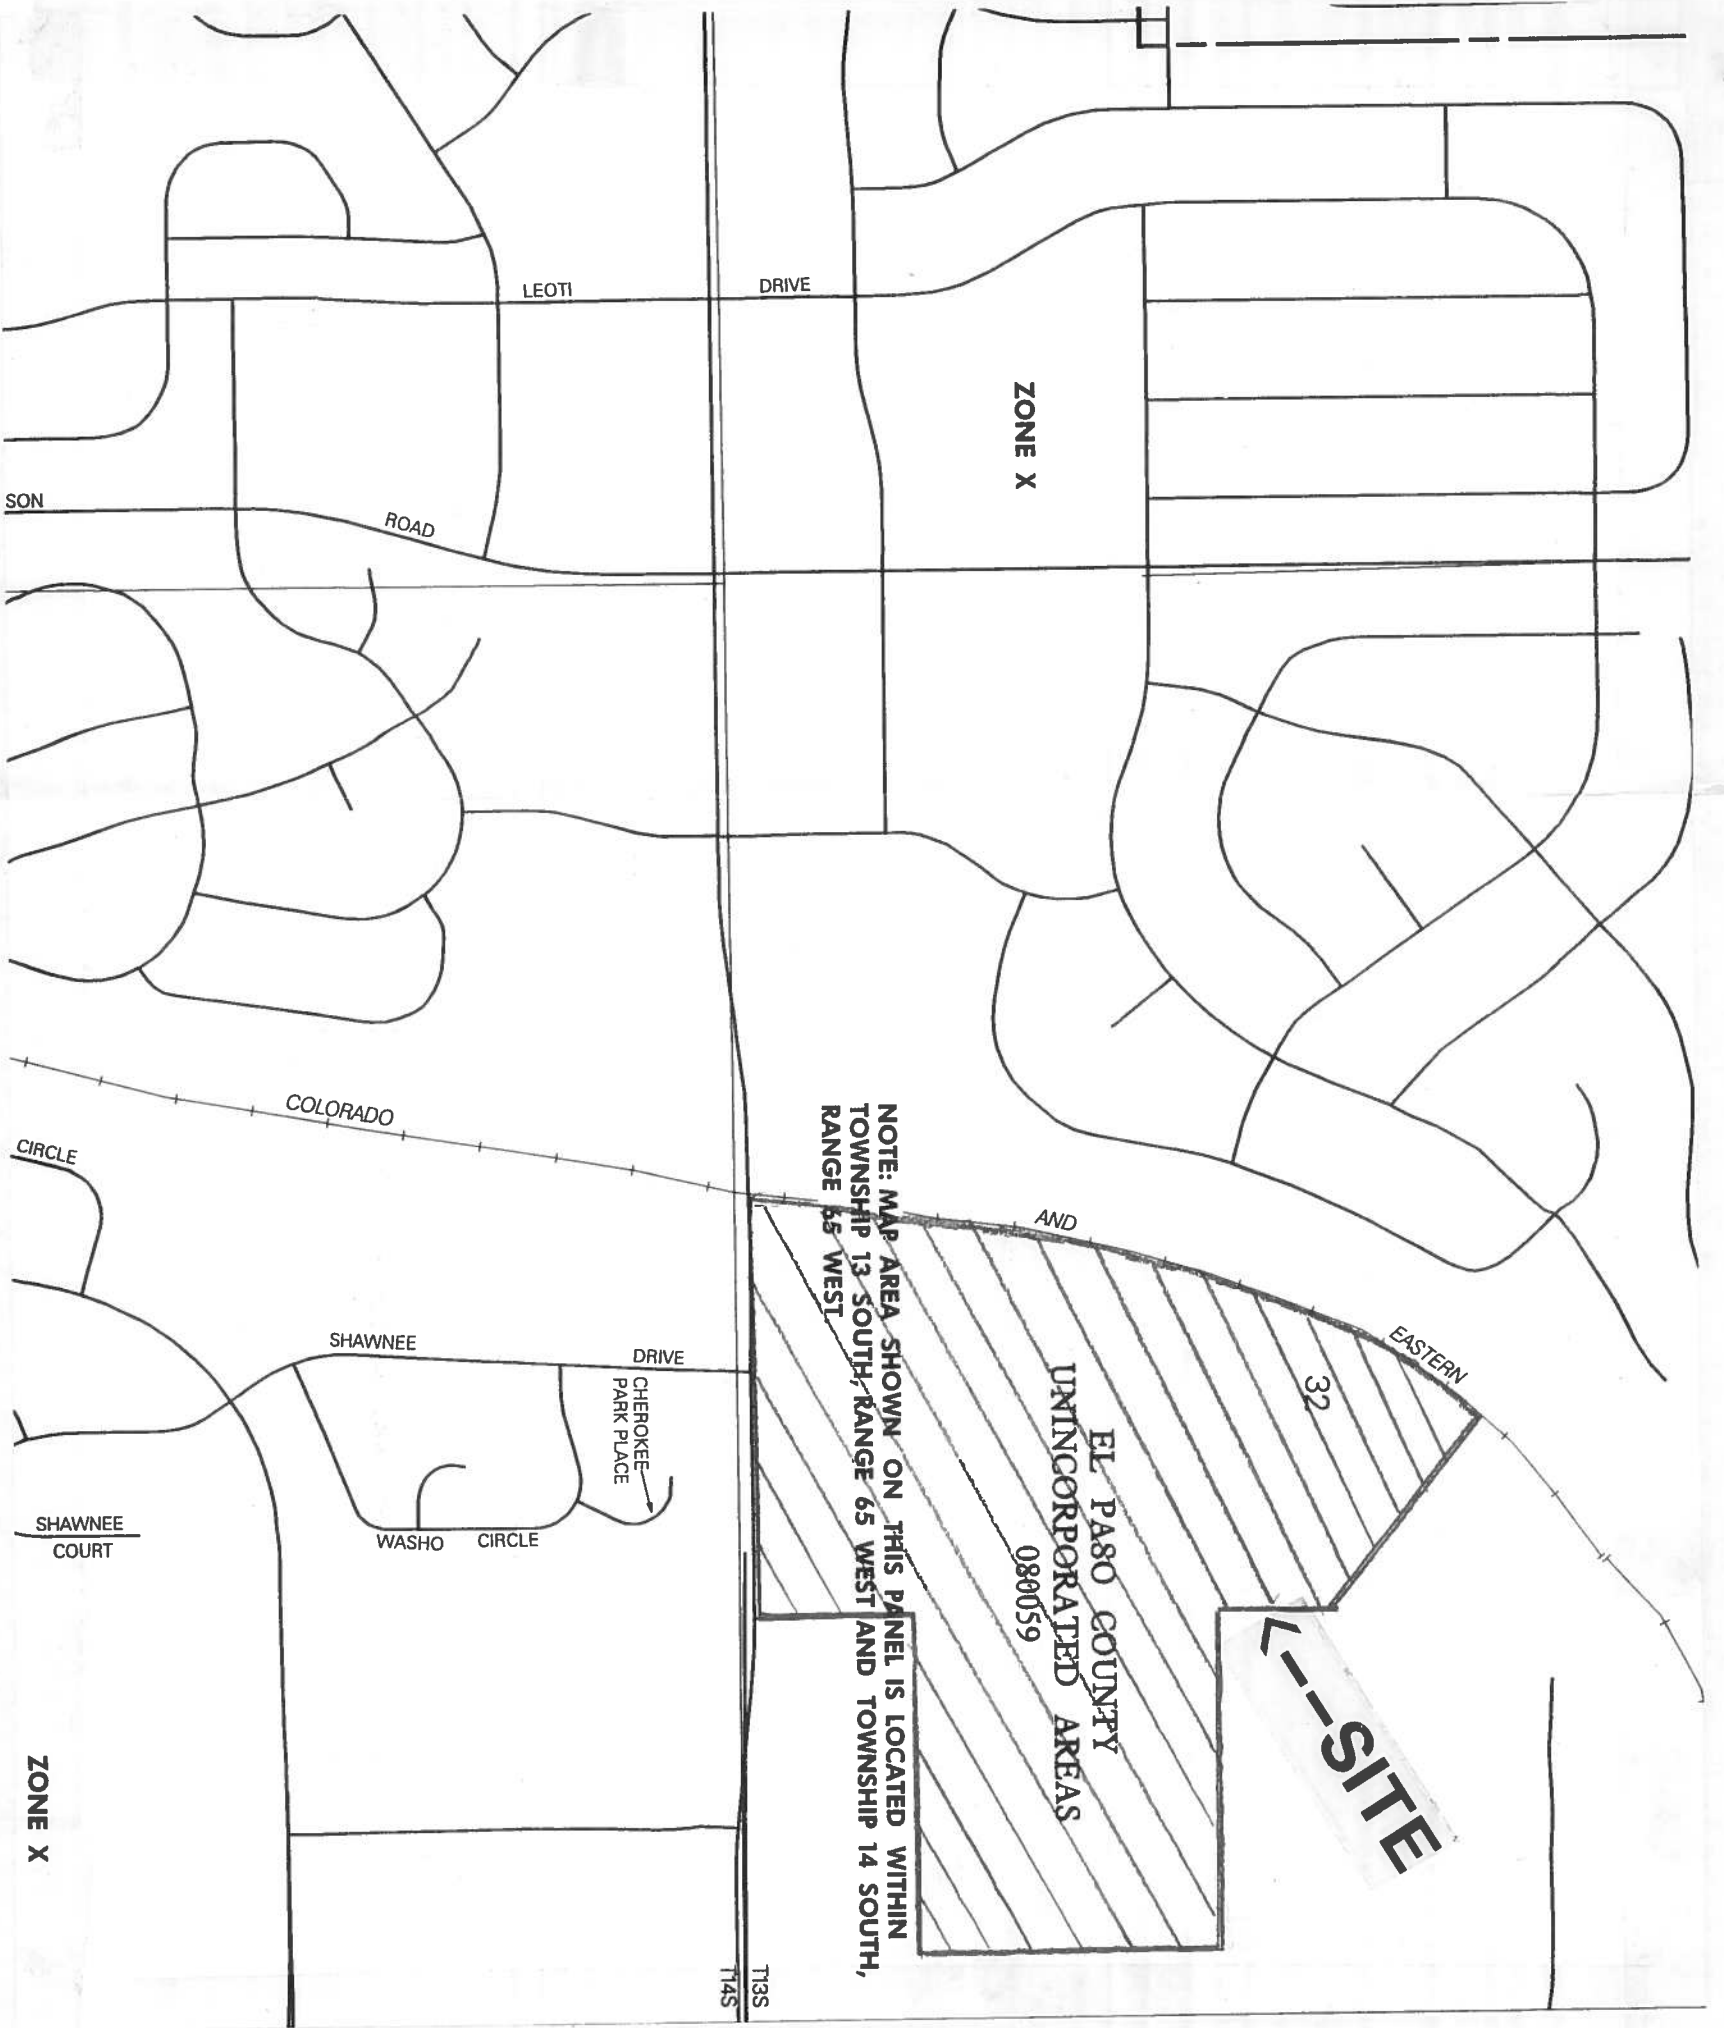 LEOTI DRIVE
ZONE X
SON
ROAD
COLORADO
AND
EASTERN
CIRCLE
NOTE: MAP AREA SHOWN ON THIS PANEL IS LOCATED WITHIN
TOWNSHIP 13 SOUTH, RANGE 65 WEST AND TOWNSHIP 14 SOUTH,
RANGE 65 WEST.
32
EL PASO COUNTY
UNINCORPORATED AREAS
080059
<---SITE
SHAWNEE DRIVE
CHEROKEE
PARK PLACE
WASHO CIRCLE
SHAWNEE
COURT
ZONE X
T13S
T14S